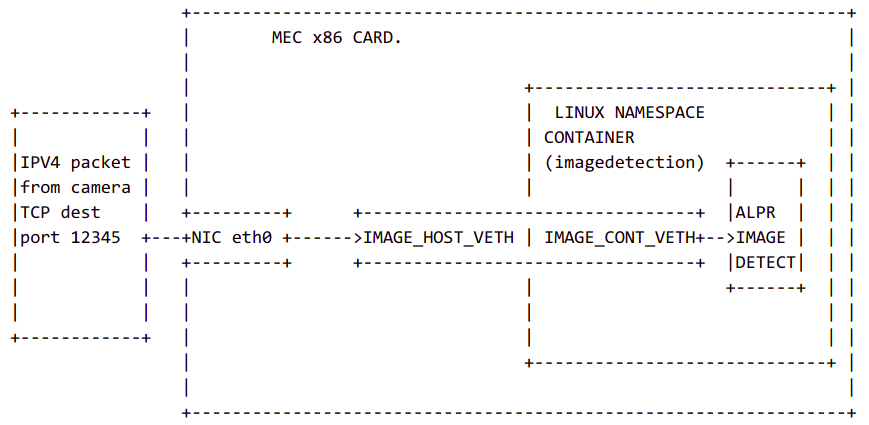 MEC x86 CARD.
LINUX NAMESPACE
CONTAINER
IPV4 packet (imagedetection)
from camera
TCP dest ALPR
port 12345 NIC eth0 IMAGE_HOST_VETH IMAGE_CONT_VETH IMAGE
DETECT